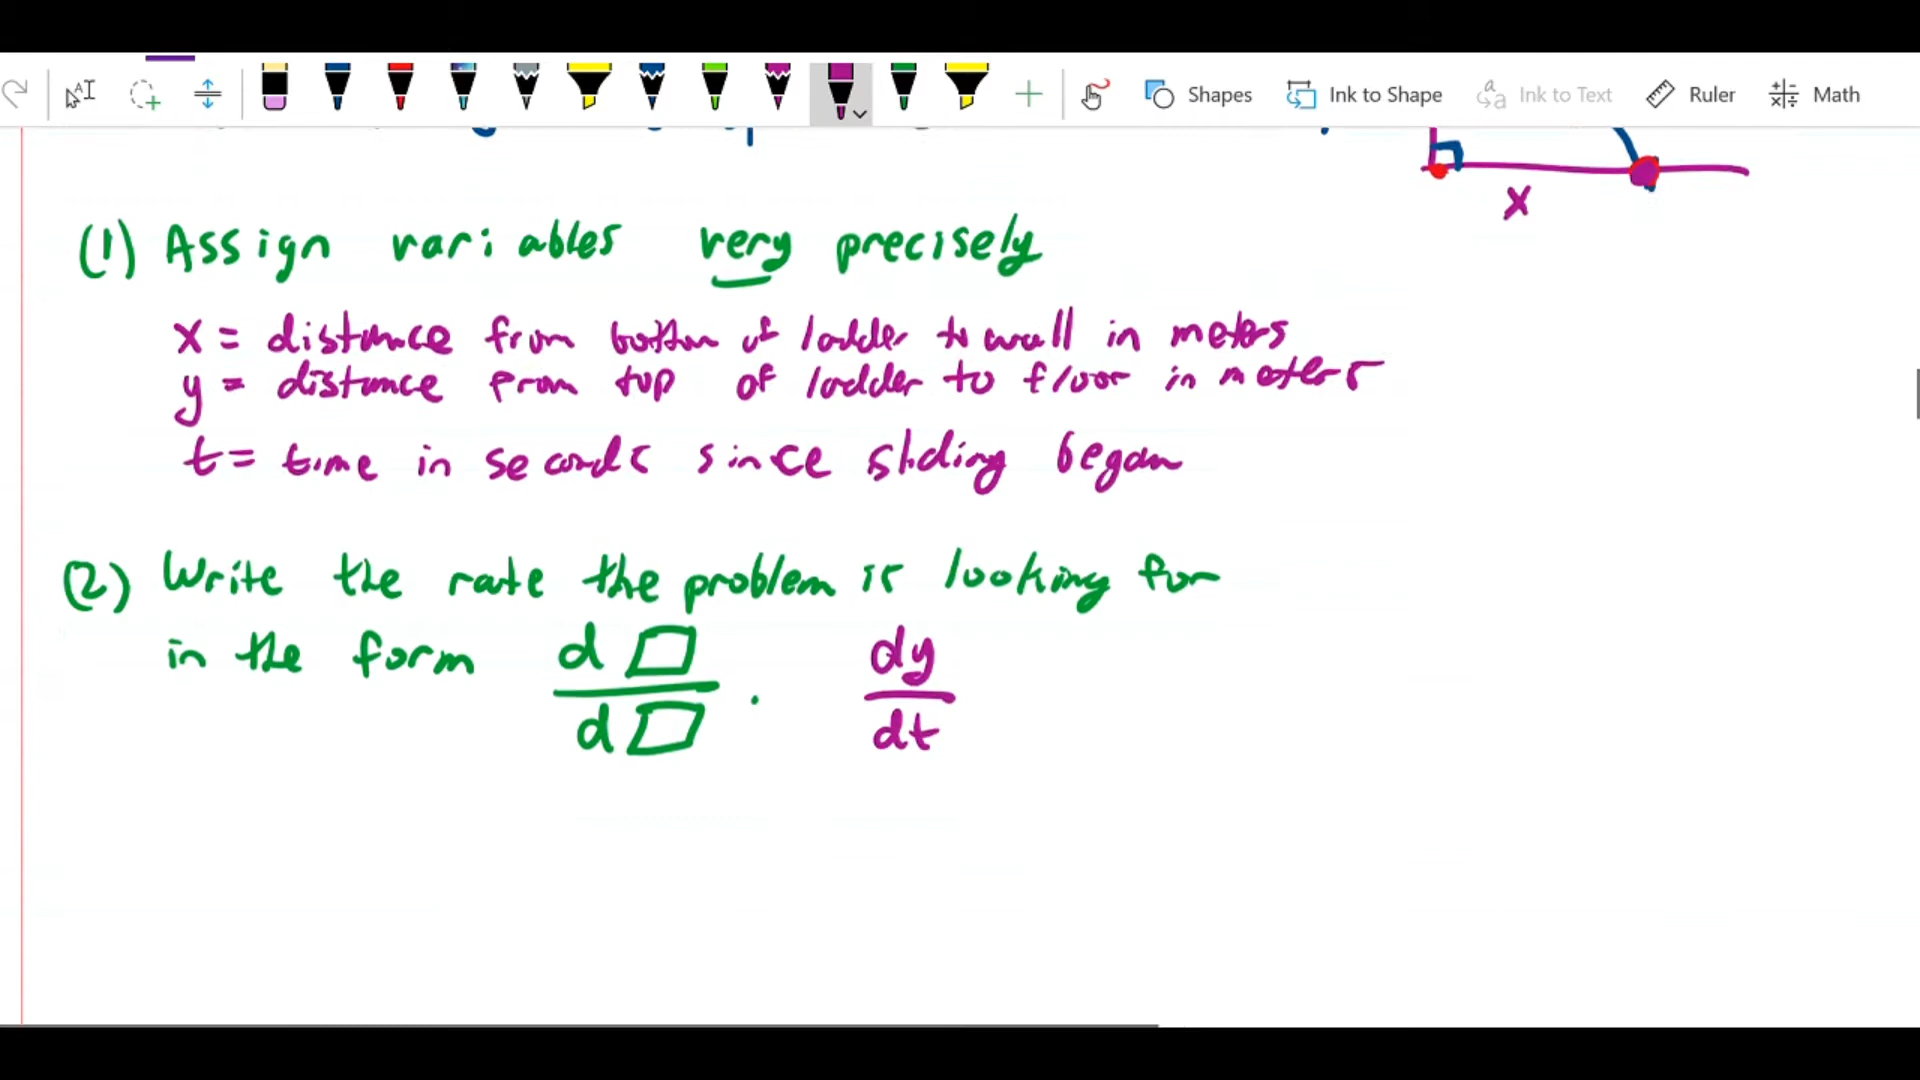 Shapes Ink to Shape Ink to Text Ruler Math
x
(1) Assign variables very precisely
x = distance from bottom of ladder to wall in meters
y = distance from top of ladder to floor in meters
t = time in seconds since sliding began
(2) Write the rate the problem is looking for
in the form d□/d□. dy/dt